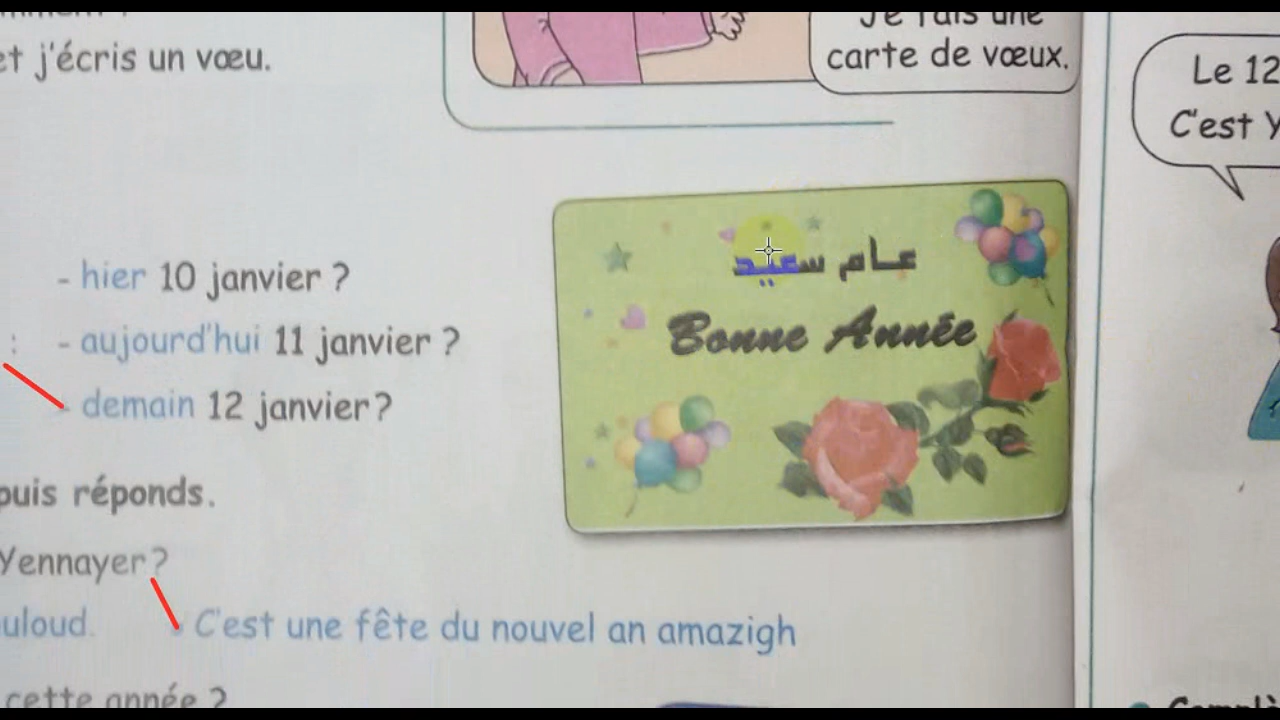 et j'écris un vœu.
Je fais une
carte de vœux.
Le 12
C'est Y
- hier 10 janvier ?
: - aujourd'hui 11 janvier ?
- demain 12 janvier ?
عام سعيد
Bonne Année
puis réponds.
Yennayer ?
uloud.
- C'est une fête du nouvel an amazigh
cette année ?